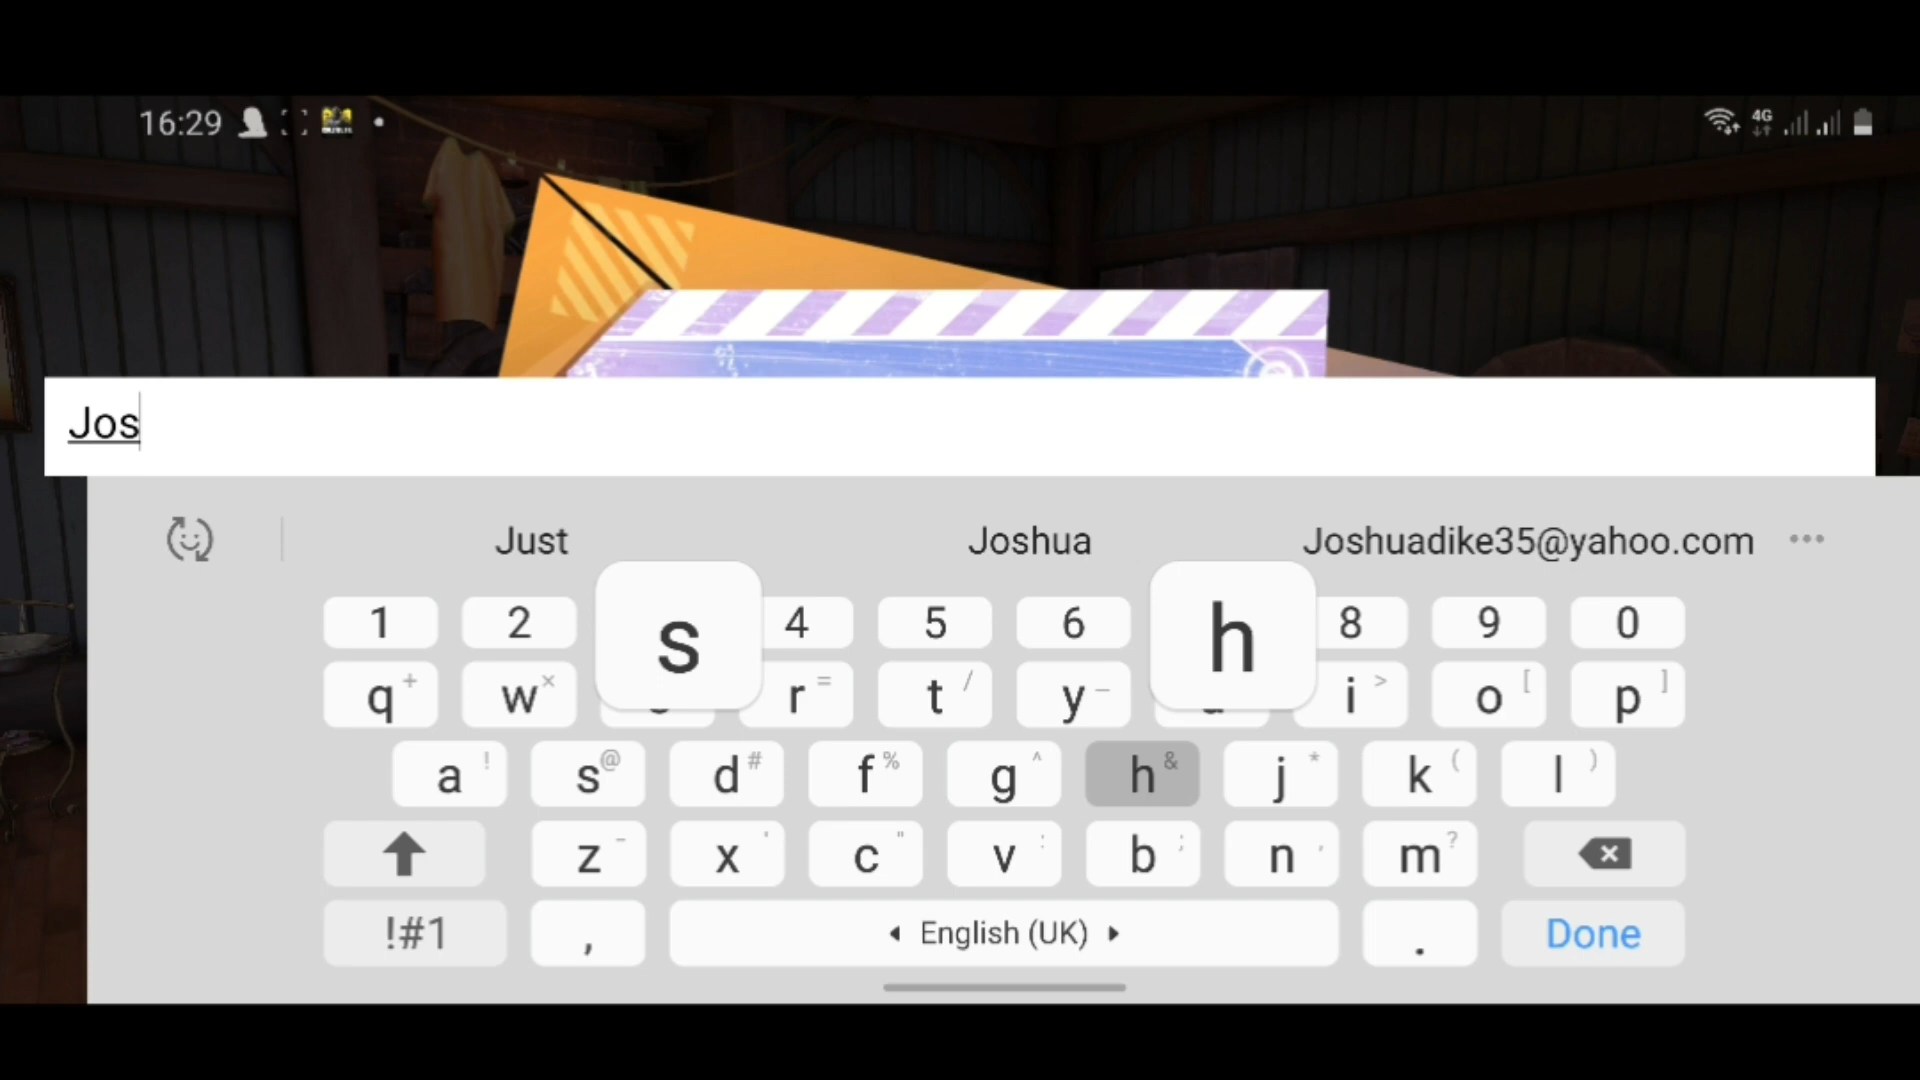 16:29
4G
Jos
Just Joshua Joshuadike35@yahoo.com
s h
1 2 4 5 6 8 9 0
q + w × r = t / y – i > o [ p ]
a ! s @ d # f % g ^ h & j * k ( l )
z - x ' c " v : b ; n , m ?
!#1 , English (UK) . Done